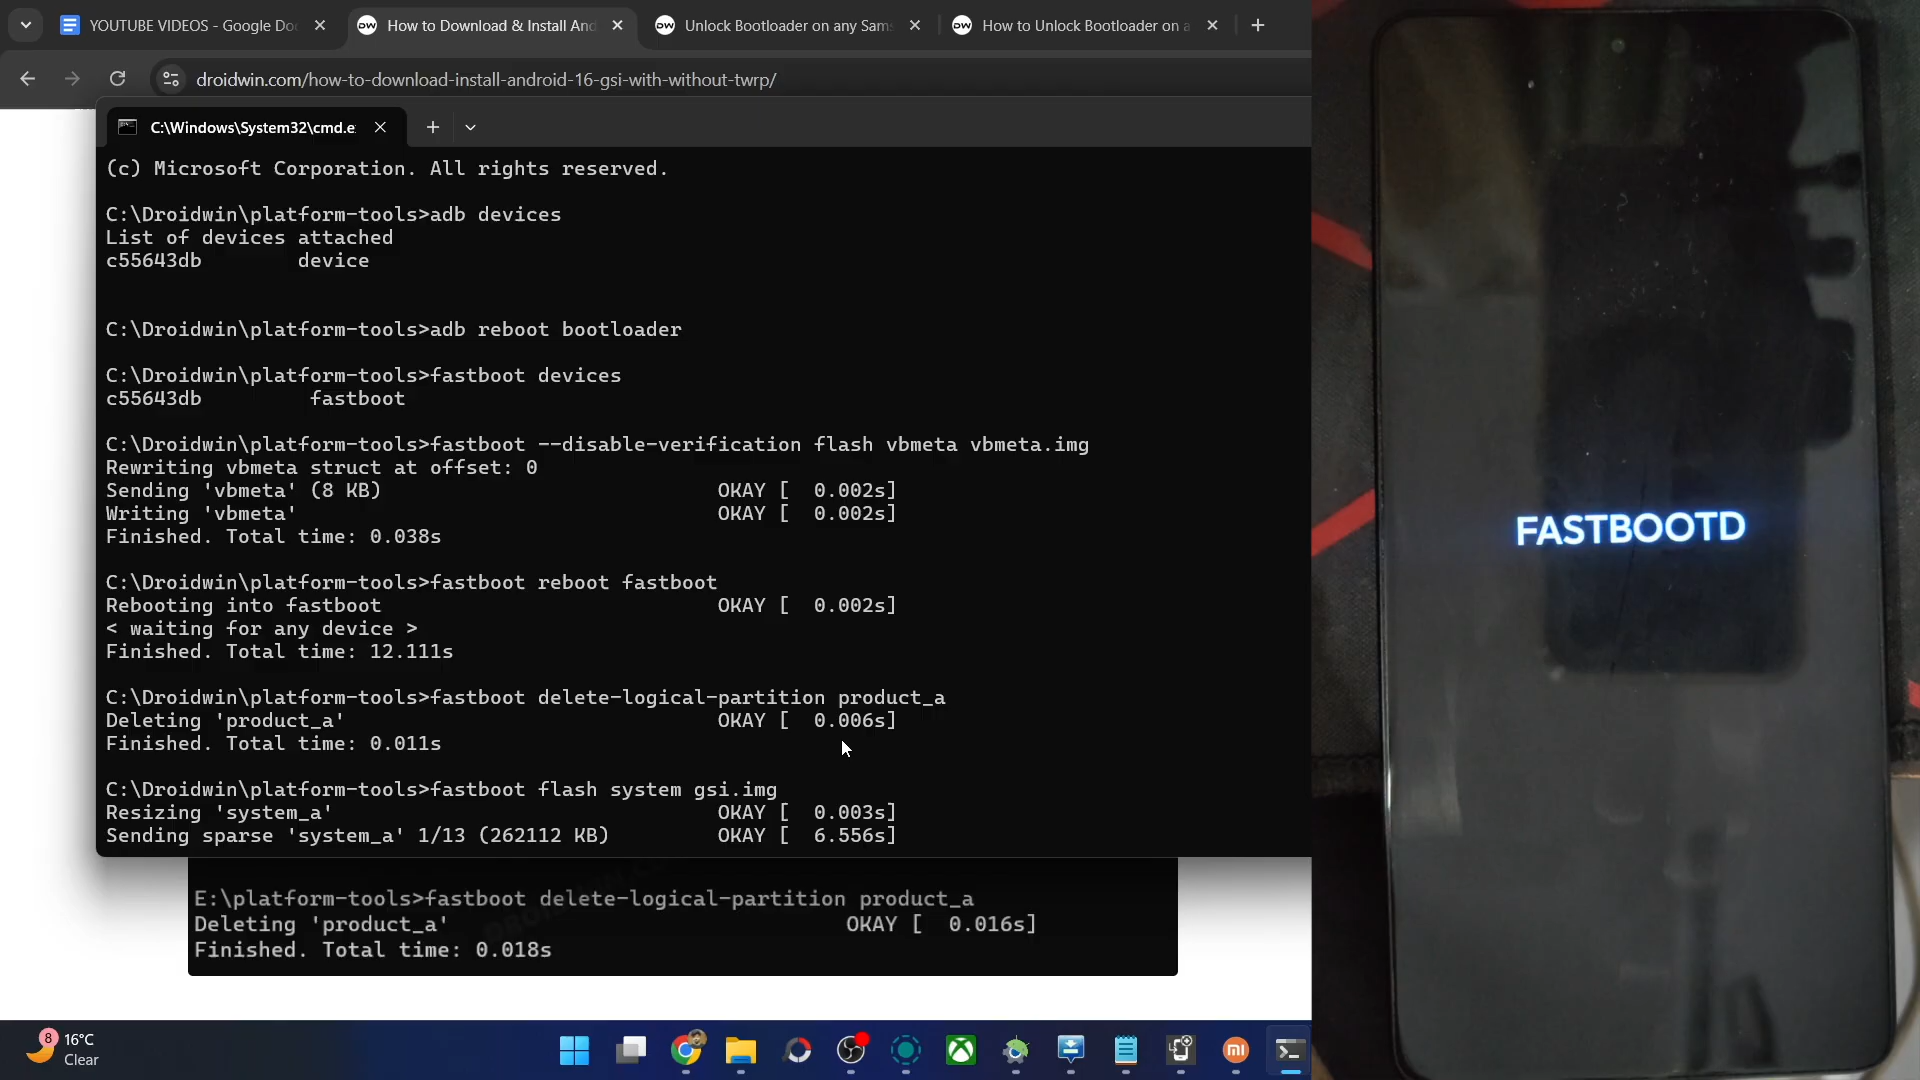 YOUTUBE VIDEOS - Google Do
How to Download & Install And
Unlock Bootloader on any Sam
How to Unlock Bootloader on a
droidwin.com/how-to-download-install-android-16-gsi-with-without-twrp/
C:\Windows\System32\cmd.e
(c) Microsoft Corporation. All rights reserved.
C:\Droidwin\platform-tools>adb devices
List of devices attached
c55643db device
C:\Droidwin\platform-tools>adb reboot bootloader
C:\Droidwin\platform-tools>fastboot devices
c55643db fastboot
C:\Droidwin\platform-tools>fastboot --disable-verification flash vbmeta vbmeta.img
Rewriting vbmeta struct at offset: 0
Sending 'vbmeta' (8 KB) OKAY [ 0.002s]
Writing 'vbmeta' OKAY [ 0.002s]
Finished. Total time: 0.038s
C:\Droidwin\platform-tools>fastboot reboot fastboot
Rebooting into fastboot OKAY [ 0.002s]
< waiting for any device >
Finished. Total time: 12.111s
C:\Droidwin\platform-tools>fastboot delete-logical-partition product_a
Deleting 'product_a' OKAY [ 0.006s]
Finished. Total time: 0.011s
C:\Droidwin\platform-tools>fastboot flash system gsi.img
Resizing 'system_a' OKAY [ 0.003s]
Sending sparse 'system_a' 1/13 (262112 KB) OKAY [ 6.556s]
E:\platform-tools>fastboot delete-logical-partition product_a
Deleting 'product_a' OKAY [ 0.016s]
Finished. Total time: 0.018s
8
16°C
Clear
FASTBOOTD